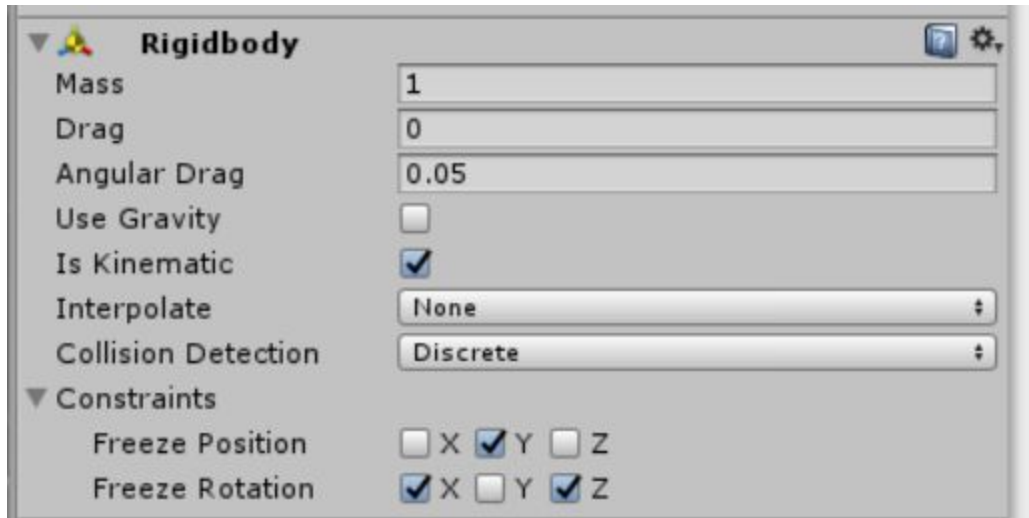 Rigidbody
Mass 1
Drag 0
Angular Drag 0.05
Use Gravity
Is Kinematic
Interpolate None
Collision Detection Discrete
Constraints
Freeze Position X Y Z
Freeze Rotation X Y Z